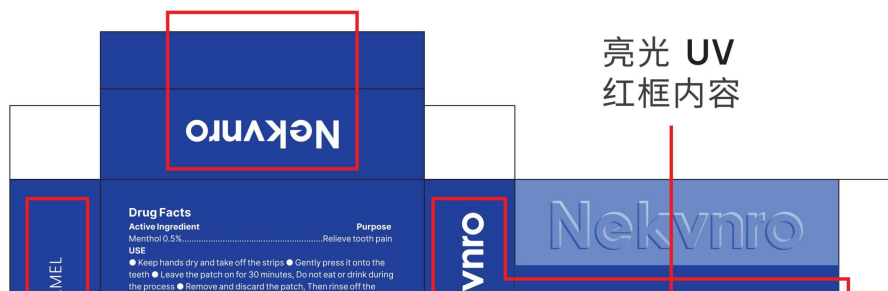 亮光 UV
红框内容
Nekvnro
Drug Facts
Active Ingredient Purpose
Menthol 0.5%......................................................Relieve tooth pain
USE
● Keep hands dry and take off the strips ● Gently press it onto the
teeth ● Leave the patch on for 30 minutes, Do not eat or drink during
the process ● Remove and discard the patch, Then rinse off the
Nekvnro